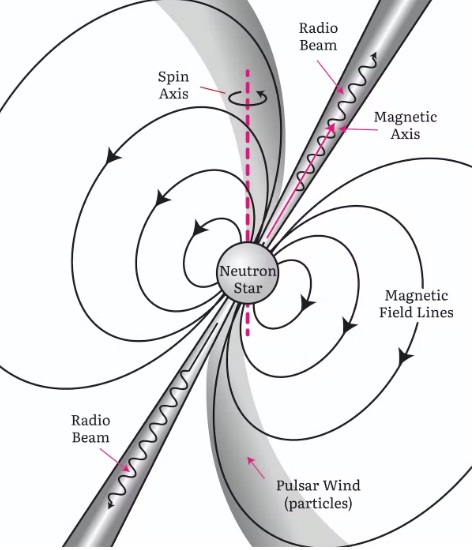 Radio
Beam
Spin
Axis
Magnetic
Axis
Neutron
Star
Magnetic
Field Lines
Radio
Beam
Pulsar Wind
(particles)